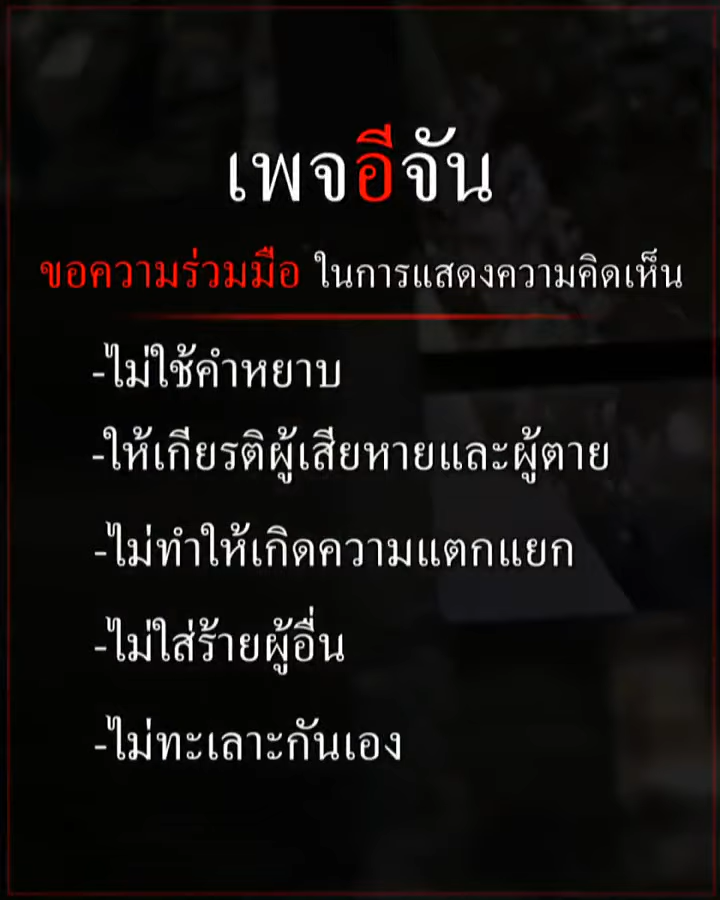 เพจอีจัน
ขอความร่วมมือ ในการแสดงความคิดเห็น
-ไม่ใช้คำหยาบ
-ให้เกียรติผู้เสียหายและผู้ตาย
-ไม่ทำให้เกิดความแตกแยก
-ไม่ใส่ร้ายผู้อื่น
-ไม่ทะเลาะกันเอง